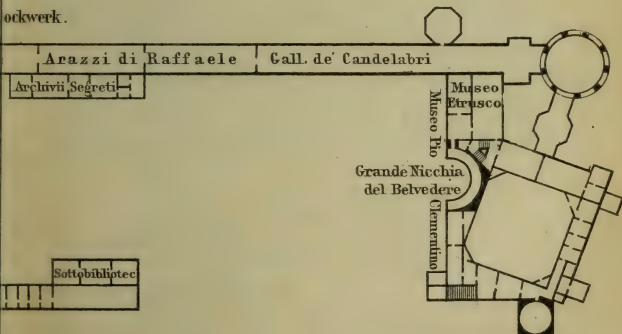 ockwerk.
Arazzi di Raffaele Gall. de' Candelabri
Archivii Segreti
Museo
Etrusco
Museo Pio Clementino
Grande Nicchia
del Belvedere
Sottobibliotec